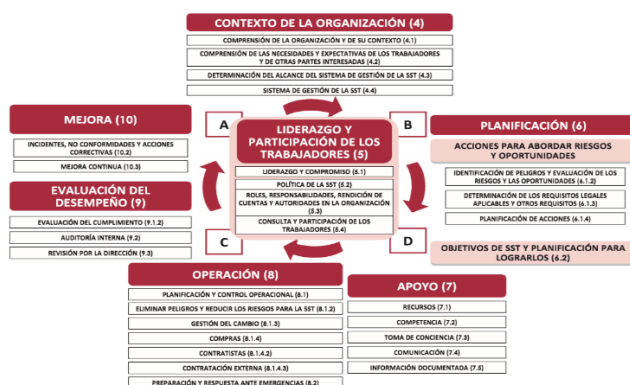 CONTEXTO DE LA ORGANIZACIÓN (4)
COMPRENSIÓN DE LA ORGANIZACIÓN Y DE SU CONTEXTO (4.1)
COMPRENSIÓN DE LAS NECESIDADES Y EXPECTATIVAS DE LOS TRABAJADORES
Y DE OTRAS PARTES INTERESADAS (4.2)
DETERMINACIÓN DEL ALCANCE DEL SISTEMA DE GESTIÓN DE LA SST (4.3)
SISTEMA DE GESTIÓN DE LA SST (4.4)
MEJORA (10)
INCIDENTES, NO CONFORMIDADES Y ACCIONES
CORRECTIVAS (10.2)
MEJORA CONTINUA (10.3)
A
B
LIDERAZGO Y
PARTICIPACIÓN DE LOS
TRABAJADORES (5)
LIDERAZGO Y COMPROMISO (5.1)
POLÍTICA DE LA SST (5.2)
ROLES, RESPONSABILIDADES, RENDICIÓN DE
CUENTAS Y AUTORIDADES EN LA ORGANIZACIÓN
(5.3)
CONSULTA Y PARTICIPACIÓN DE LOS
TRABAJADORES (5.4)
PLANIFICACIÓN (6)
ACCIONES PARA ABORDAR RIESGOS
Y OPORTUNIDADES
IDENTIFICACIÓN DE PELIGROS Y EVALUACIÓN DE LOS
RIESGOS Y LAS OPORTUNIDADES (6.1.2)
DETERMINACIÓN DE LOS REQUISITOS LEGALES
APLICABLES Y OTROS REQUISITOS (6.1.3)
PLANIFICACIÓN DE ACCIONES (6.1.4)
OBJETIVOS DE SST Y PLANIFICACIÓN PARA
LOGRARLOS (6.2)
EVALUACIÓN DEL
DESEMPEÑO (9)
EVALUACIÓN DEL CUMPLIMIENTO (9.1.2)
AUDITORÍA INTERNA (9.2)
REVISIÓN POR LA DIRECCIÓN (9.3)
C
D
OPERACIÓN (8)
PLANIFICACIÓN Y CONTROL OPERACIONAL (8.1)
ELIMINAR PELIGROS Y REDUCIR LOS RIESGOS PARA LA SST (8.1.2)
GESTIÓN DEL CAMBIO (8.1.3)
COMPRAS (8.1.4)
CONTRATISTAS (8.1.4.2)
CONTRATACIÓN EXTERNA (8.1.4.3)
PREPARACIÓN Y RESPUESTA ANTE EMERGENCIAS (8.2)
APOYO (7)
RECURSOS (7.1)
COMPETENCIA (7.2)
TOMA DE CONCIENCIA (7.3)
COMUNICACIÓN (7.4)
INFORMACIÓN DOCUMENTADA (7.5)